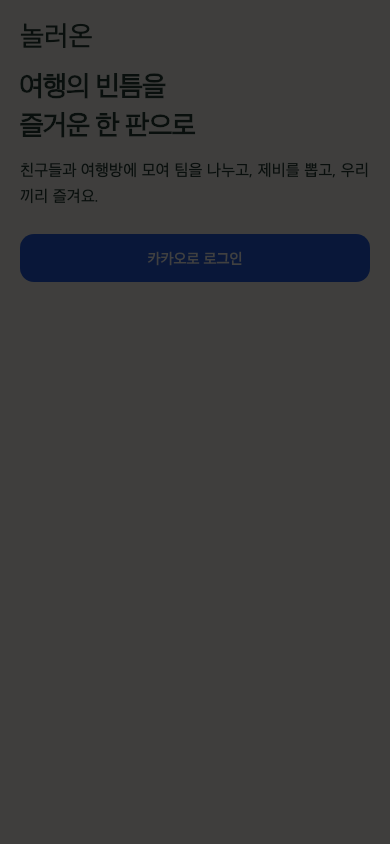 놀러온
여행의 빈틈을
즐거운 한 판으로
친구들과 여행방에 모여 팀을 나누고, 제비를 뽑고, 우리
끼리 즐겨요.
카카오로 로그인